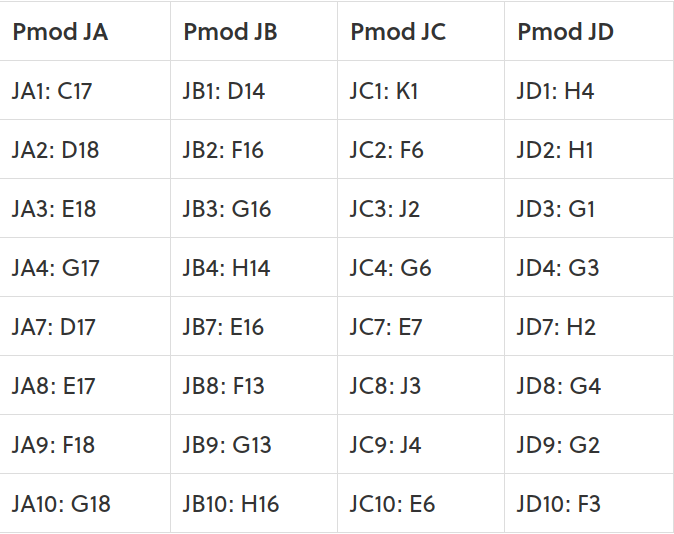 Pmod JA Pmod JB Pmod JC Pmod JD
JA1: C17 JB1: D14 JC1: K1 JD1: H4
JA2: D18 JB2: F16 JC2: F6 JD2: H1
JA3: E18 JB3: G16 JC3: J2 JD3: G1
JA4: G17 JB4: H14 JC4: G6 JD4: G3
JA7: D17 JB7: E16 JC7: E7 JD7: H2
JA8: E17 JB8: F13 JC8: J3 JD8: G4
JA9: F18 JB9: G13 JC9: J4 JD9: G2
JA10: G18 JB10: H16 JC10: E6 JD10: F3